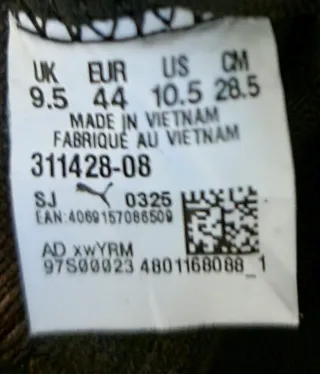 UK EUR US CM
9.5 44 10.5 28.5
MADE IN VIETNAM
FABRIQUÉ AU VIETNAM
311428-08
SJ 0325
EAN:4069157086509
AD xwYRM
97S00023 4801168088_1